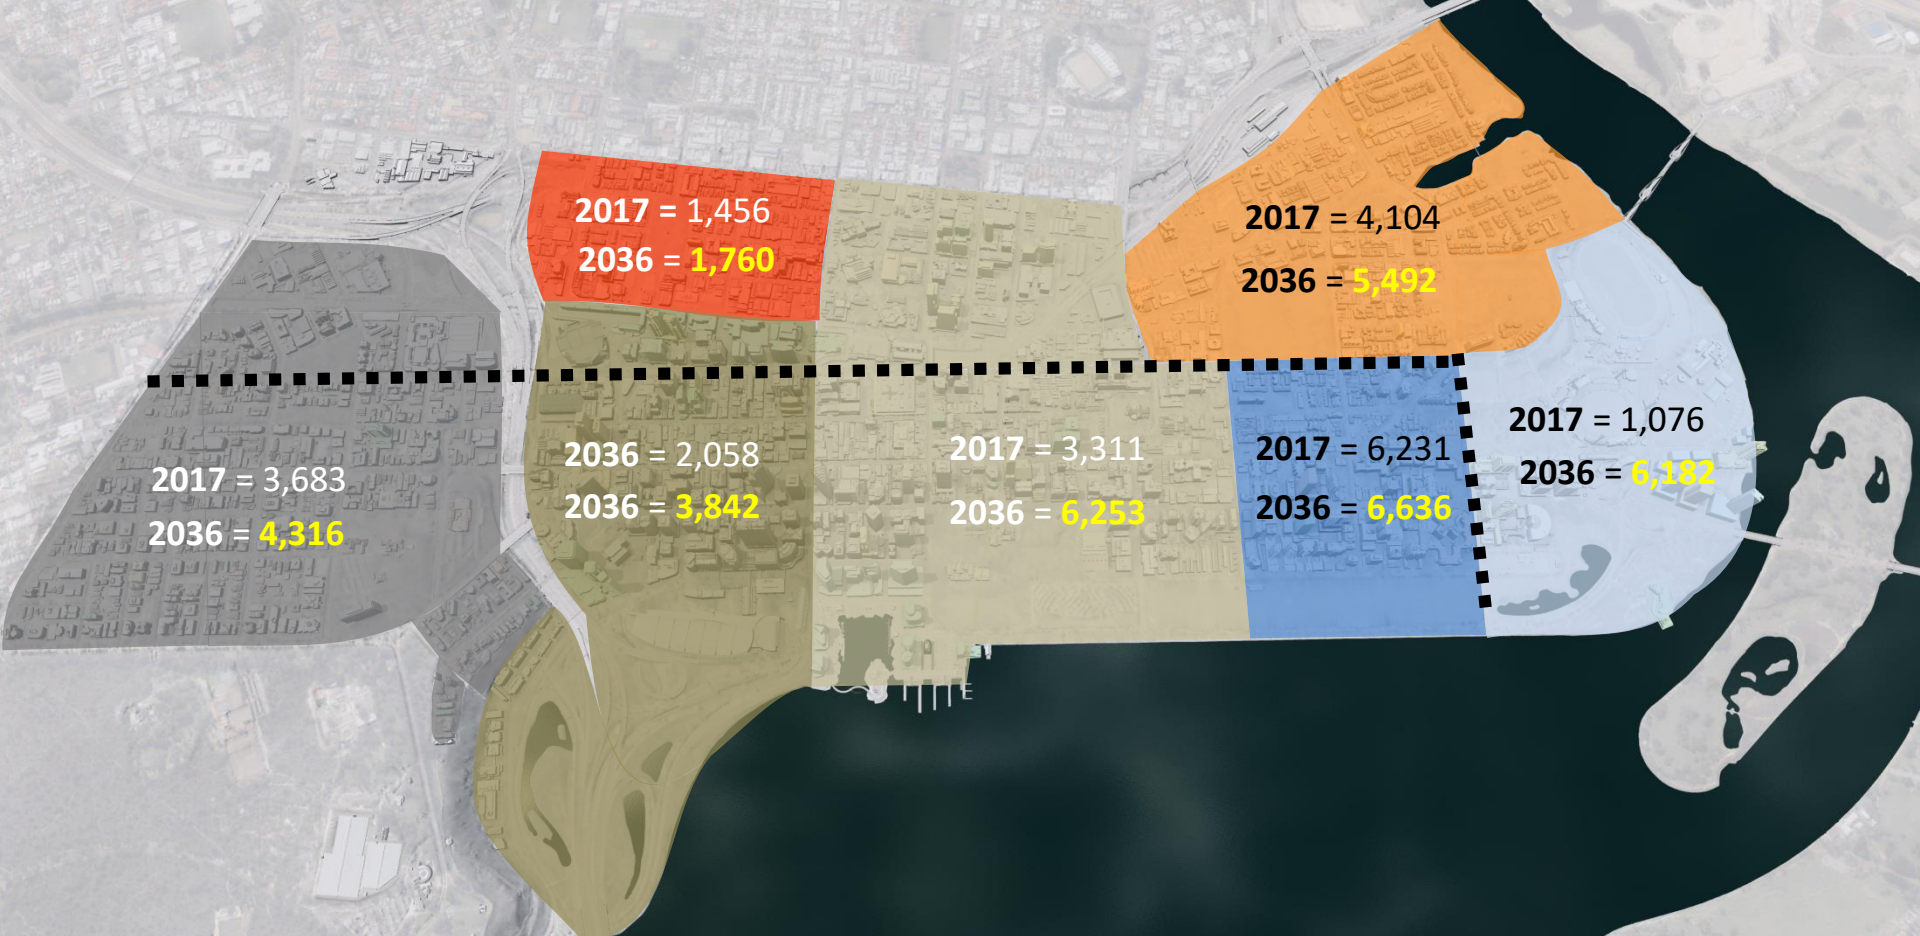 2017 = 1,456
2036 = 1,760
2017 = 4,104
2036 = 5,492
2017 = 3,683
2036 = 4,316
2036 = 2,058
2036 = 3,842
2017 = 3,311
2036 = 6,253
2017 = 6,231
2036 = 6,636
2017 = 1,076
2036 = 6,182